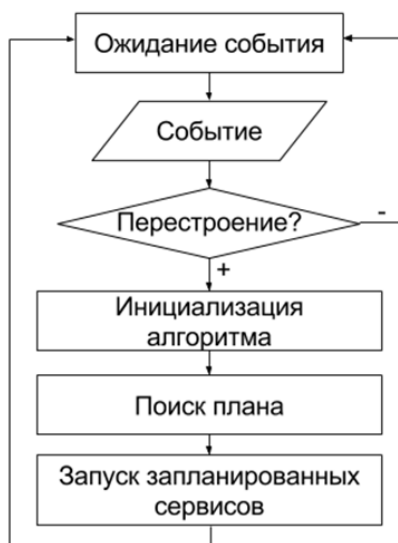 Ожидание события
Событие
Перестроение?
-
+
Инициализация
алгоритма
Поиск плана
Запуск запланированных
сервисов